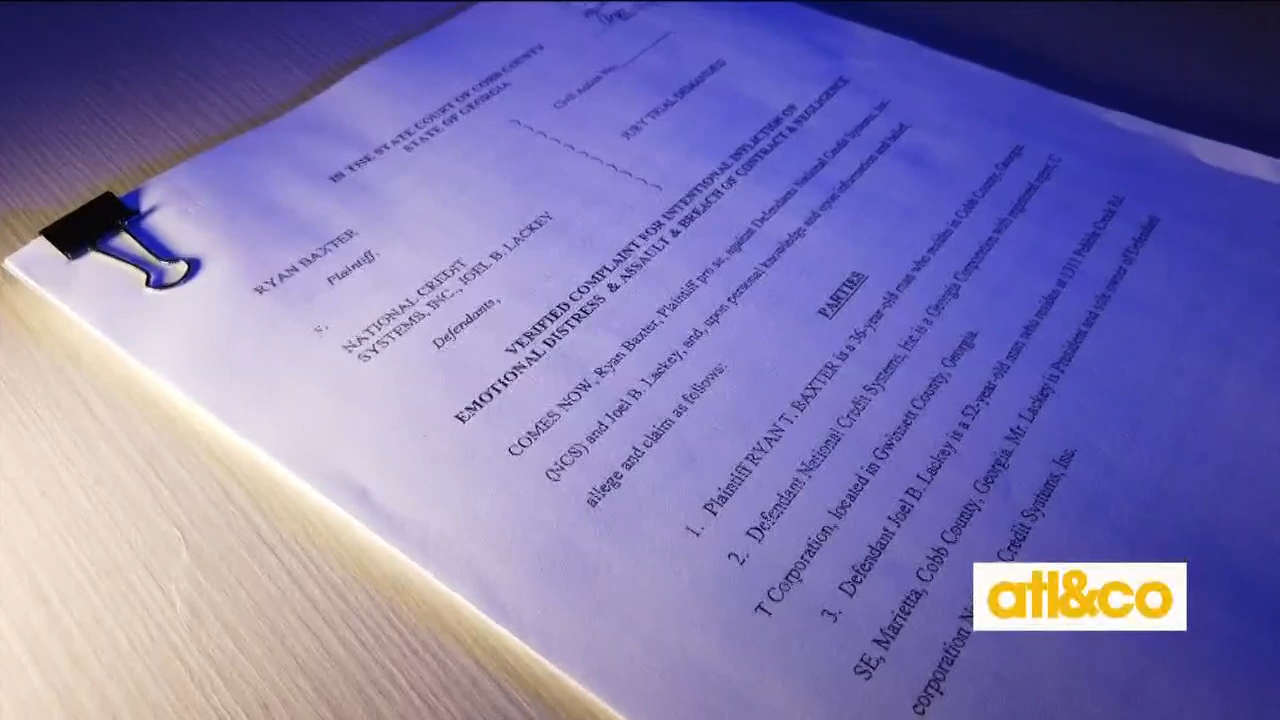 IN THE STATE COURT OF COBB COUNTY
STATE OF GEORGIA
Civil Action No.
JURY TRIAL DEMANDED
RYAN BAXTER
Plaintiff,
v.
NATIONAL CREDIT
SYSTEMS, INC., JOEL B. LACKEY
Defendants,
VERIFIED COMPLAINT FOR INTENTIONAL INFLICTION OF
EMOTIONAL DISTRESS & ASSAULT & BREACH OF CONTRACT & NEGLIGENCE
COMES NOW, Ryan Baxter, Plaintiff pro se, against Defendants National Credit Systems, Inc.
(NCS) and Joel B. Lackey, and, upon personal knowledge and upon information and belief,
allege and claim as follows:
PARTIES
1. Plaintiff RYAN T. BAXTER is a 36-year-old man who resides in Cobb County, Georgia.
2. Defendant National Credit Systems, Inc. is a Georgia Corporation with registered agent C
T Corporation, located in Gwinnett County, Georgia.
3. Defendant Joel B. Lackey is a 52-year-old man who resides at Creek Rd
SE, Marietta, Cobb County, Georgia. Mr. Lackey is President and sole owner of Defendant
corporation Credit Systems, Inc.
atl&co